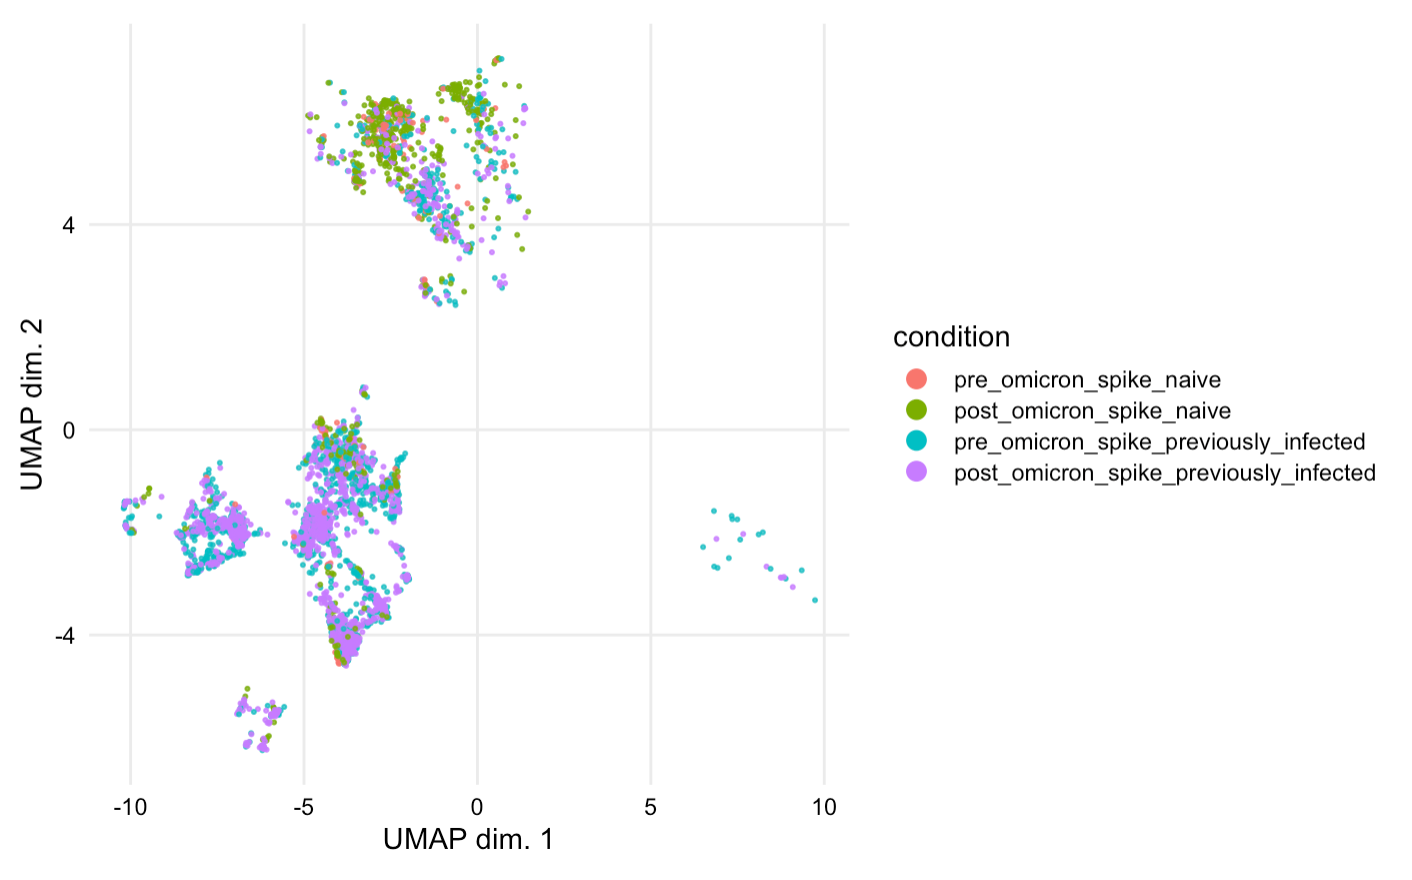 UMAP dim. 2
4
0
-4
-10
-5
0
5
10
UMAP dim. 1
condition
pre_omicron_spike_naive
post_omicron_spike_naive
pre_omicron_spike_previously_infected
post_omicron_spike_previously_infected